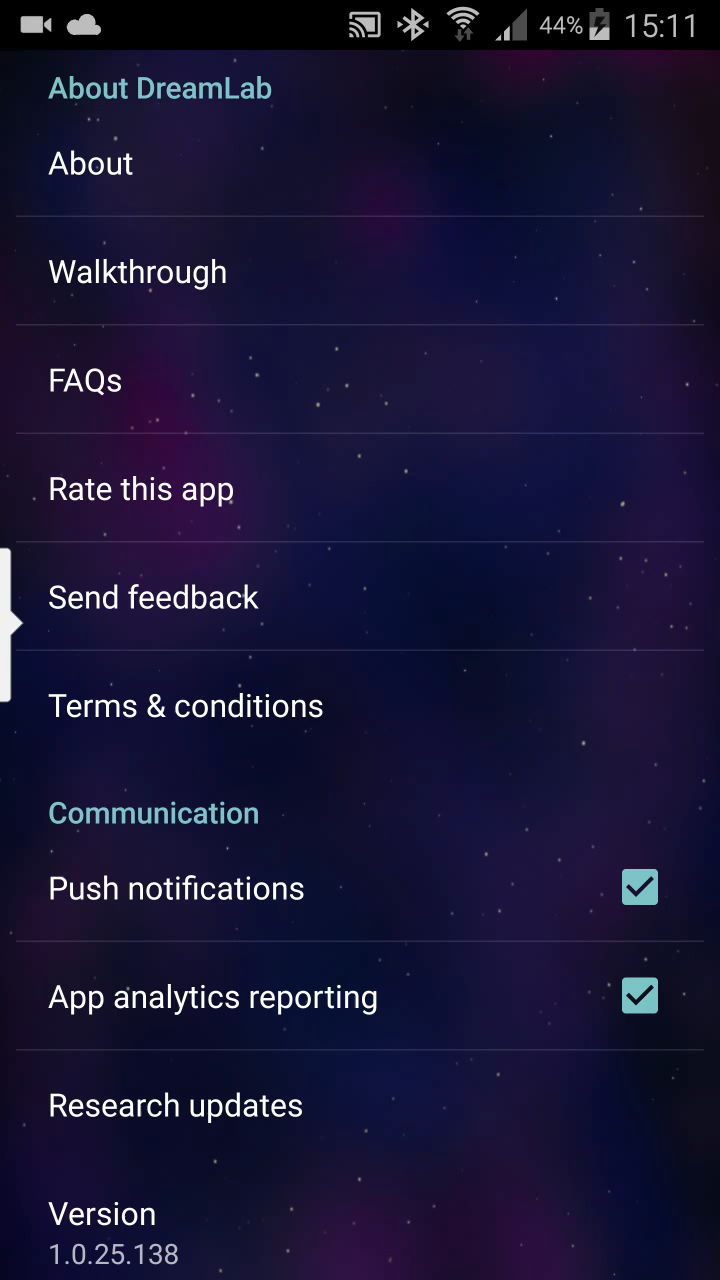 44% 15:11
About DreamLab
About
Walkthrough
FAQs
Rate this app
Send feedback
Terms & conditions
Communication
Push notifications
App analytics reporting
Research updates
Version
1.0.25.138